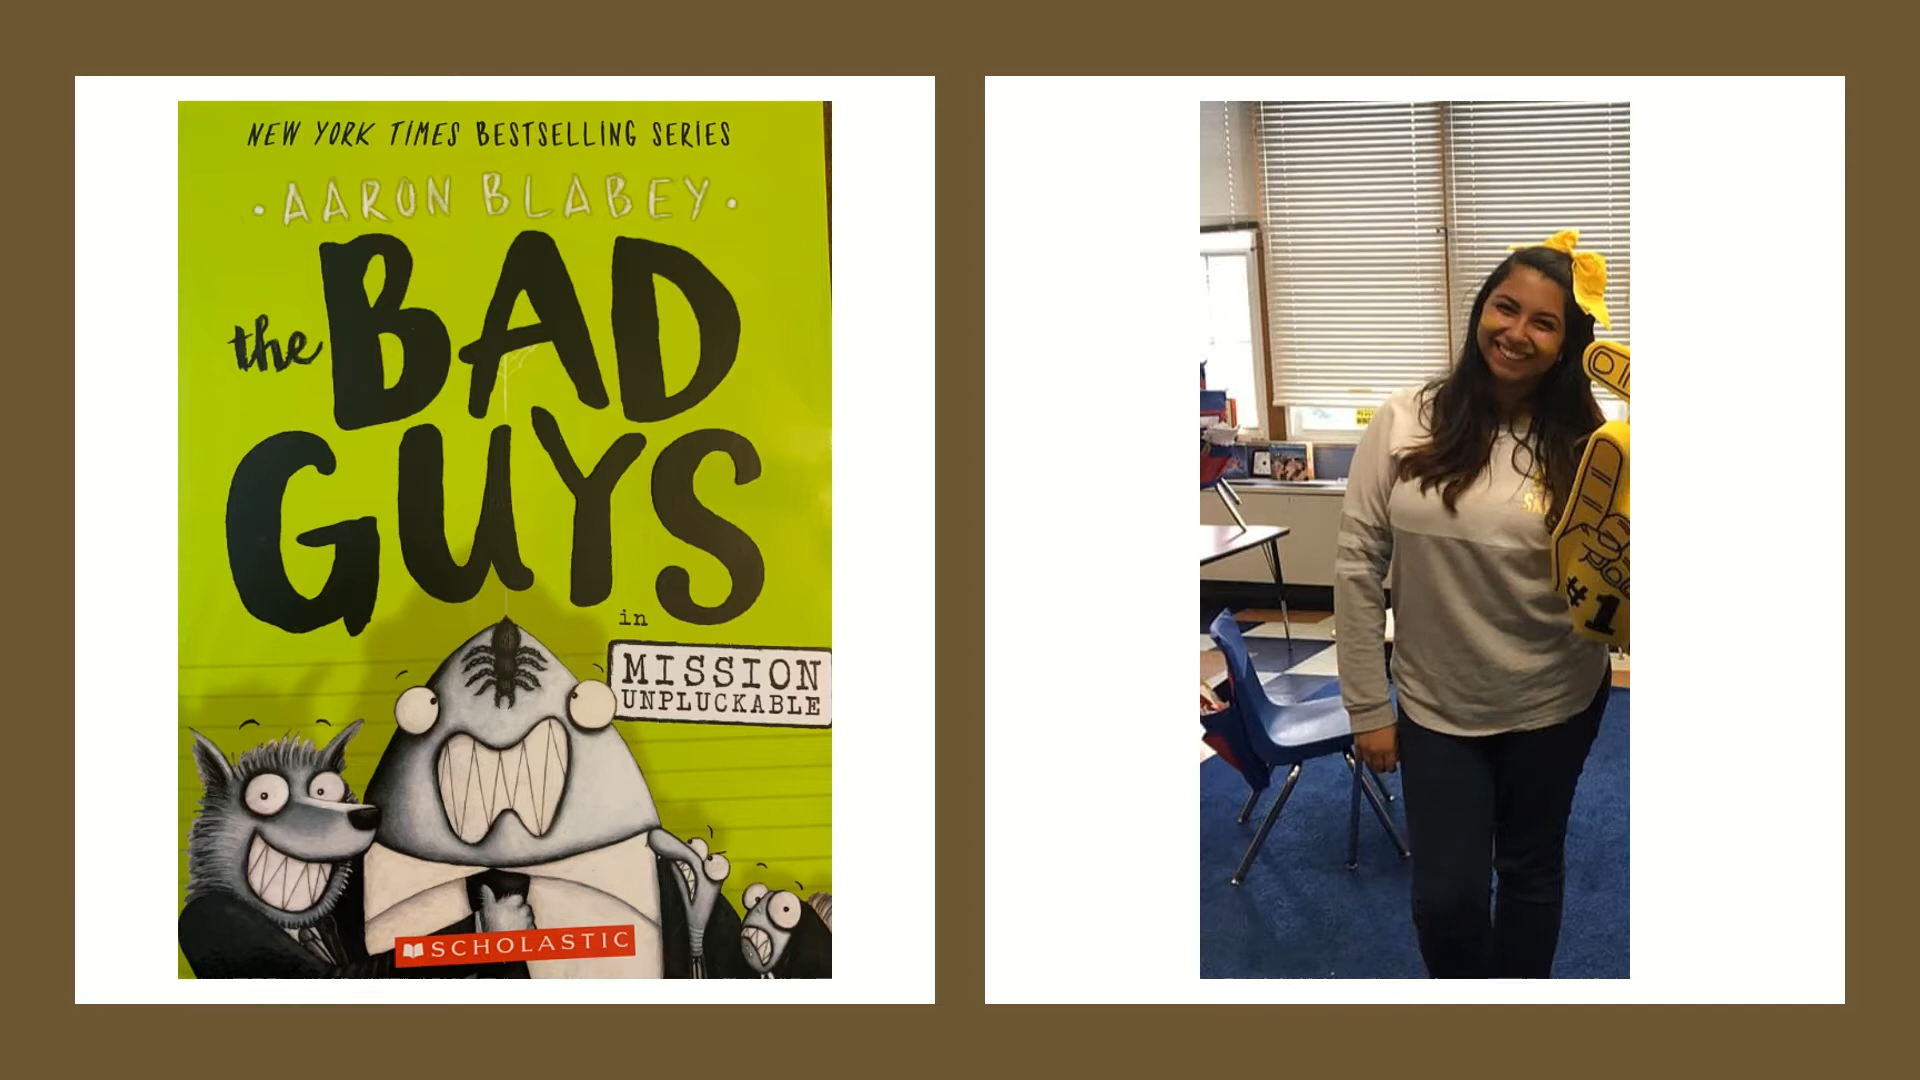 NEW YORK TIMES BESTSELLING SERIES
• AARON BLABEY •
the BAD
GUYS
in
MISSION
UNPLUCKABLE
SCHOLASTIC
#1